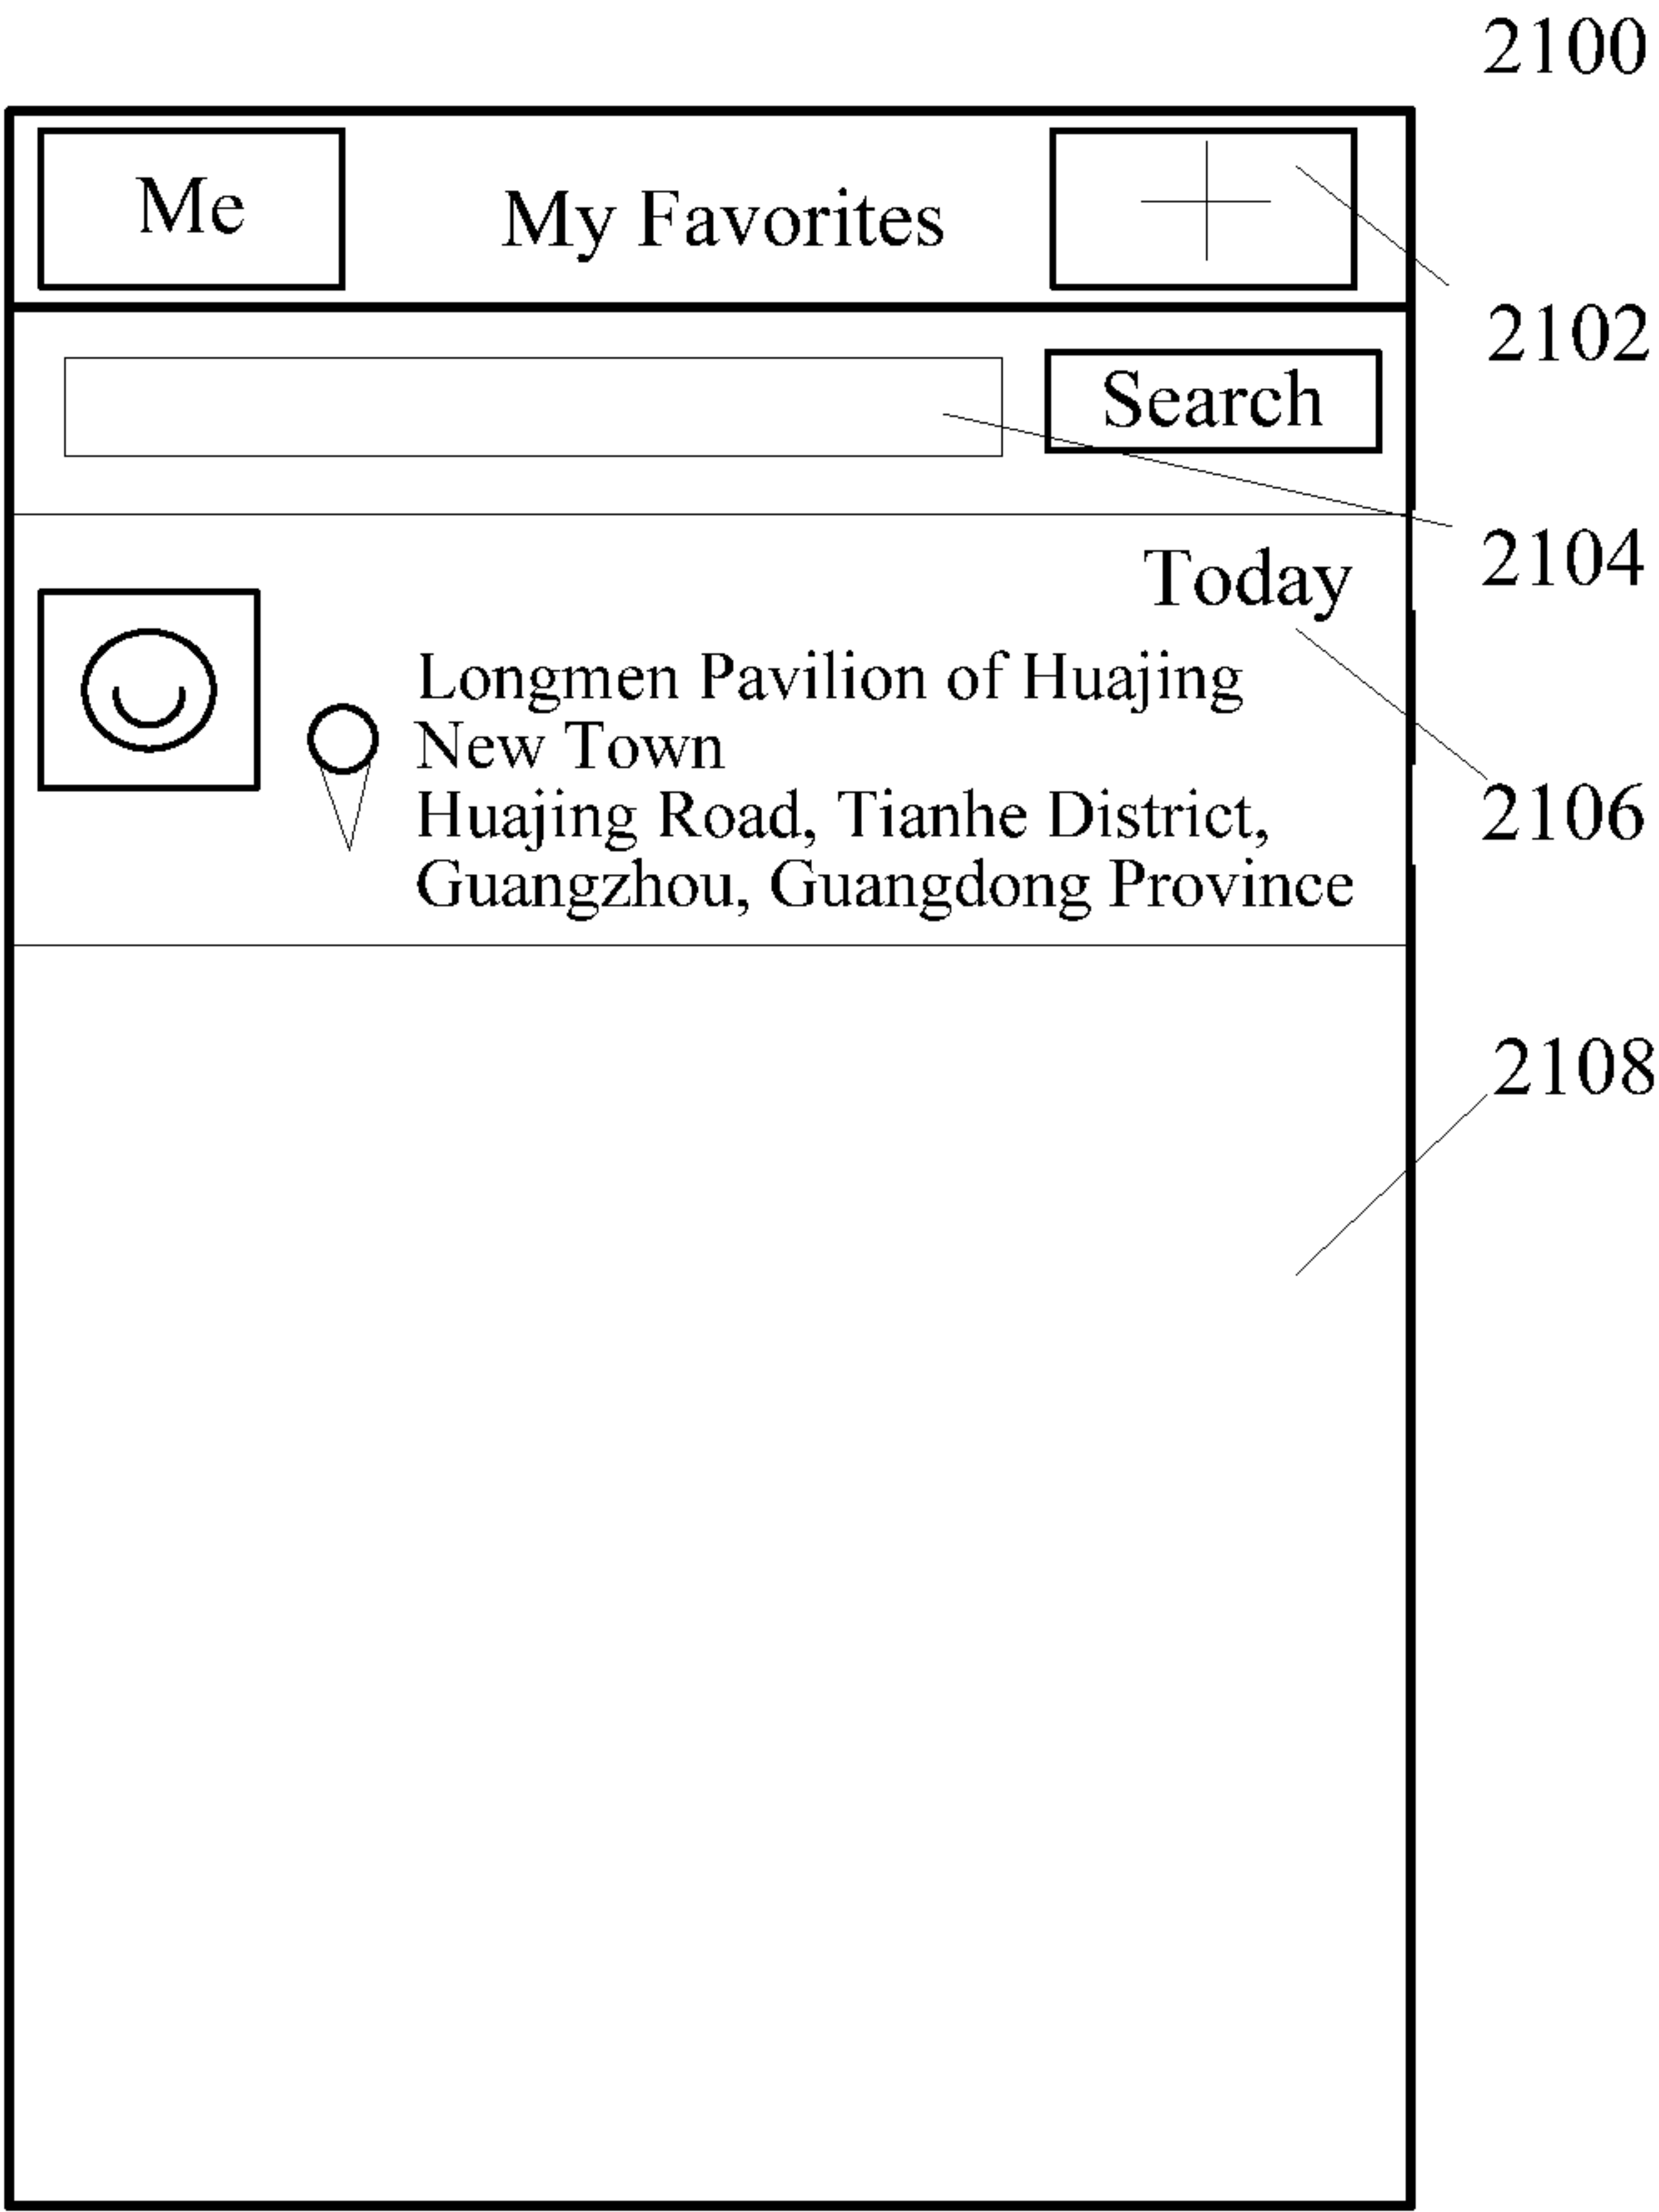 2100
Me
My Favorites
2102
Search
2104
Today
Longmen Pavilion of Huajing
New Town
Huajing Road, Tianhe District,
2106
Guangzhou, Guangdong Province
2108